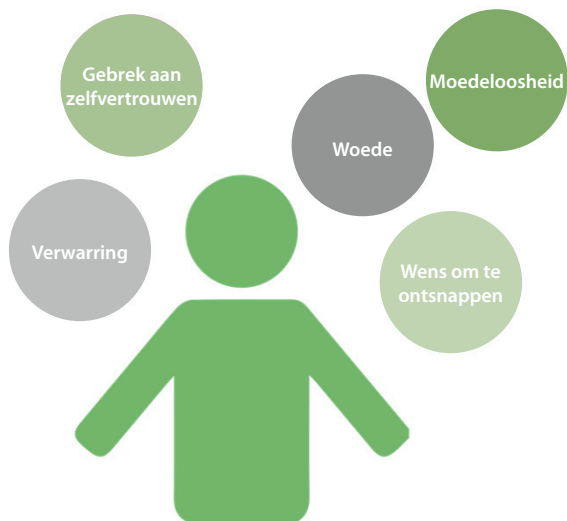 Gebrek aan
zelfvertrouwen
Moedeloosheid
Woede
Verwarring
Wens om te
ontsnappen